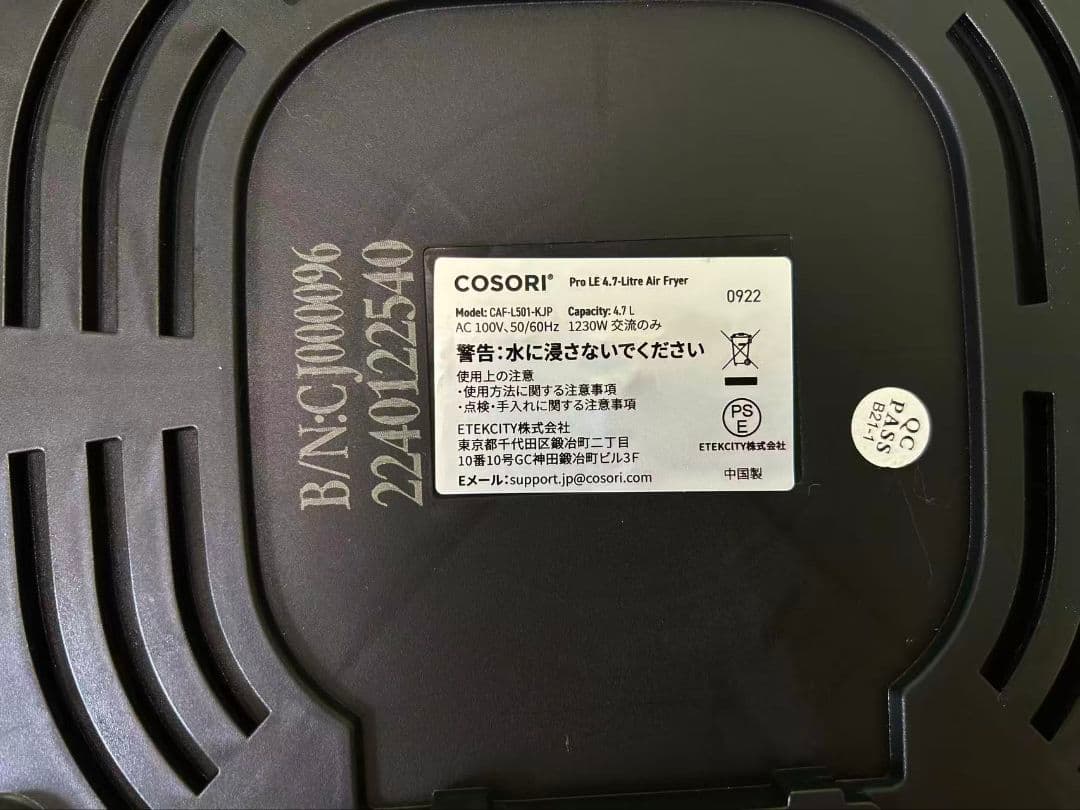 B/N:CJ000096
2240122540
COSORI® Pro LE 4.7-Litre Air Fryer
0922
Model: CAF-L501-KJP Capacity: 4.7 L
AC 100V、50/60Hz 1230W 交流のみ
警告：水に浸さないでください
使用上の注意
・使用方法に関する注意事項
・点検・手入れに関する注意事項
ETEKCITY株式会社
東京都千代田区鍛冶町二丁目
10番10号GC神田鍛冶町ビル3F
Eメール：support.jp@cosori.com
PS
E
ETEKCITY株式会社
中国製
QC
PASS
B21-1